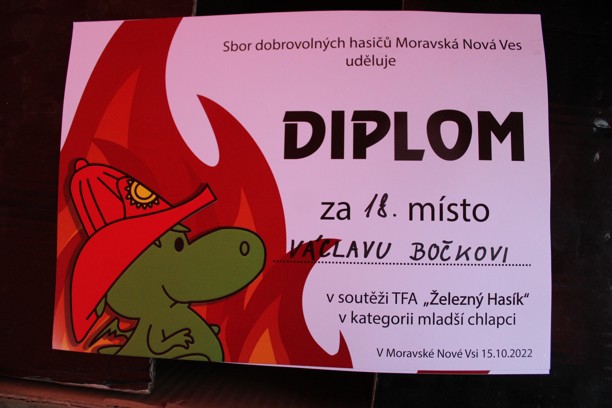 Sbor dobrovolných hasičů Moravská Nová Ves
uděluje
DIPLOM
za 18. místo
VÁCLAVU BOČKOVI
v soutěži TFA „Železný Hasík“
v kategorii mladší chlapci
V Moravské Nové Vsi 15.10.2022